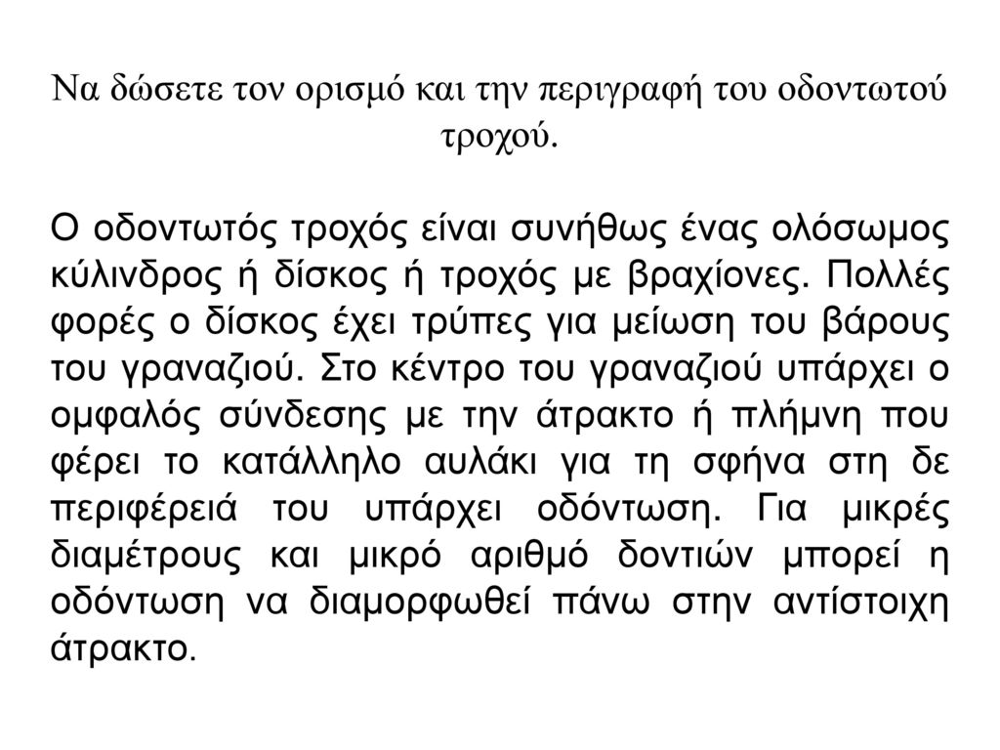 Να δώσετε τον ορισμό και την περιγραφή του οδοντωτού
τροχού.
Ο οδοντωτός τροχός είναι συνήθως ένας ολόσωμος
κύλινδρος ή δίσκος ή τροχός με βραχίονες. Πολλές
φορές ο δίσκος έχει τρύπες για μείωση του βάρους
του γραναζιού. Στο κέντρο του γραναζιού υπάρχει ο
ομφαλός σύνδεσης με την άτρακτο ή πλήμνη που
φέρει το κατάλληλο αυλάκι για τη σφήνα στη δε
περιφέρειά του υπάρχει οδόντωση. Για μικρές
διαμέτρους και μικρό αριθμό δοντιών μπορεί η
οδόντωση να διαμορφωθεί πάνω στην αντίστοιχη
άτρακτο.